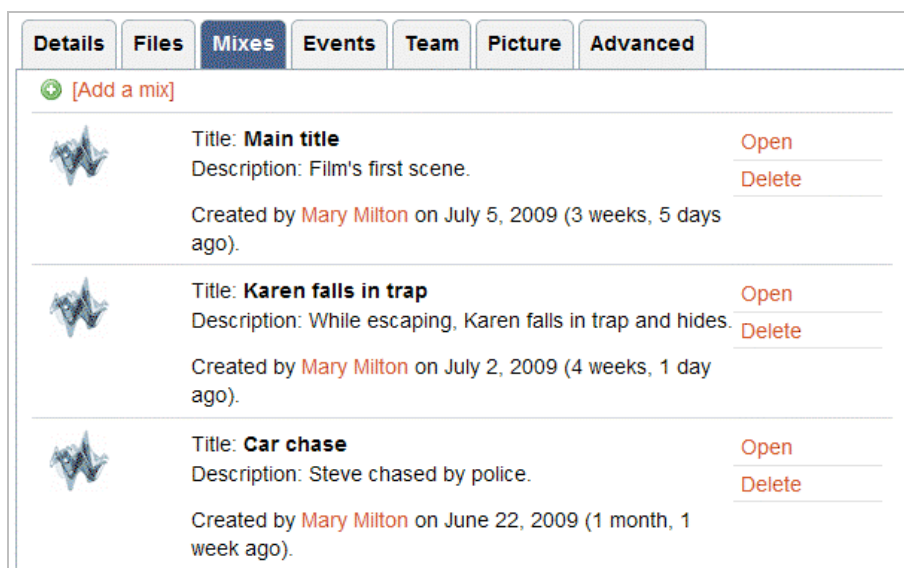 Details Files Mixes Events Team Picture Advanced
[Add a mix]
Title: Main title
Description: Film's first scene.
Created by Mary Milton on July 5, 2009 (3 weeks, 5 days
ago).
Open
Delete
Title: Karen falls in trap
Description: While escaping, Karen falls in trap and hides.
Created by Mary Milton on July 2, 2009 (4 weeks, 1 day
ago).
Open
Delete
Title: Car chase
Description: Steve chased by police.
Created by Mary Milton on June 22, 2009 (1 month, 1
week ago).
Open
Delete